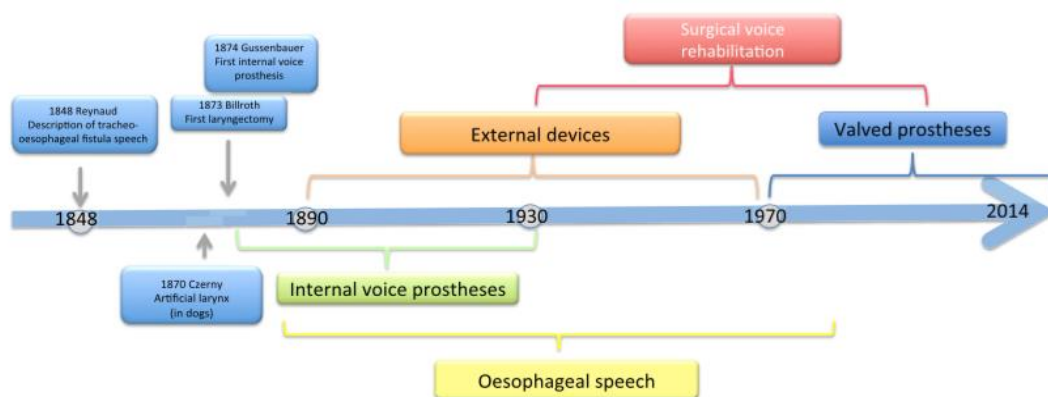 Surgical voice
rehabilitation
1874 Gussenbauer
First internal voice
prosthesis
1873 Billroth
First laryngectomy
1848 Reynaud
Description of tracheo-
oesophageal fistula speech
External devices
Valved prostheses
1848
1890
1930
1970
2014
1870 Czerny
Artificial larynx
(in dogs)
Internal voice prostheses
Oesophageal speech